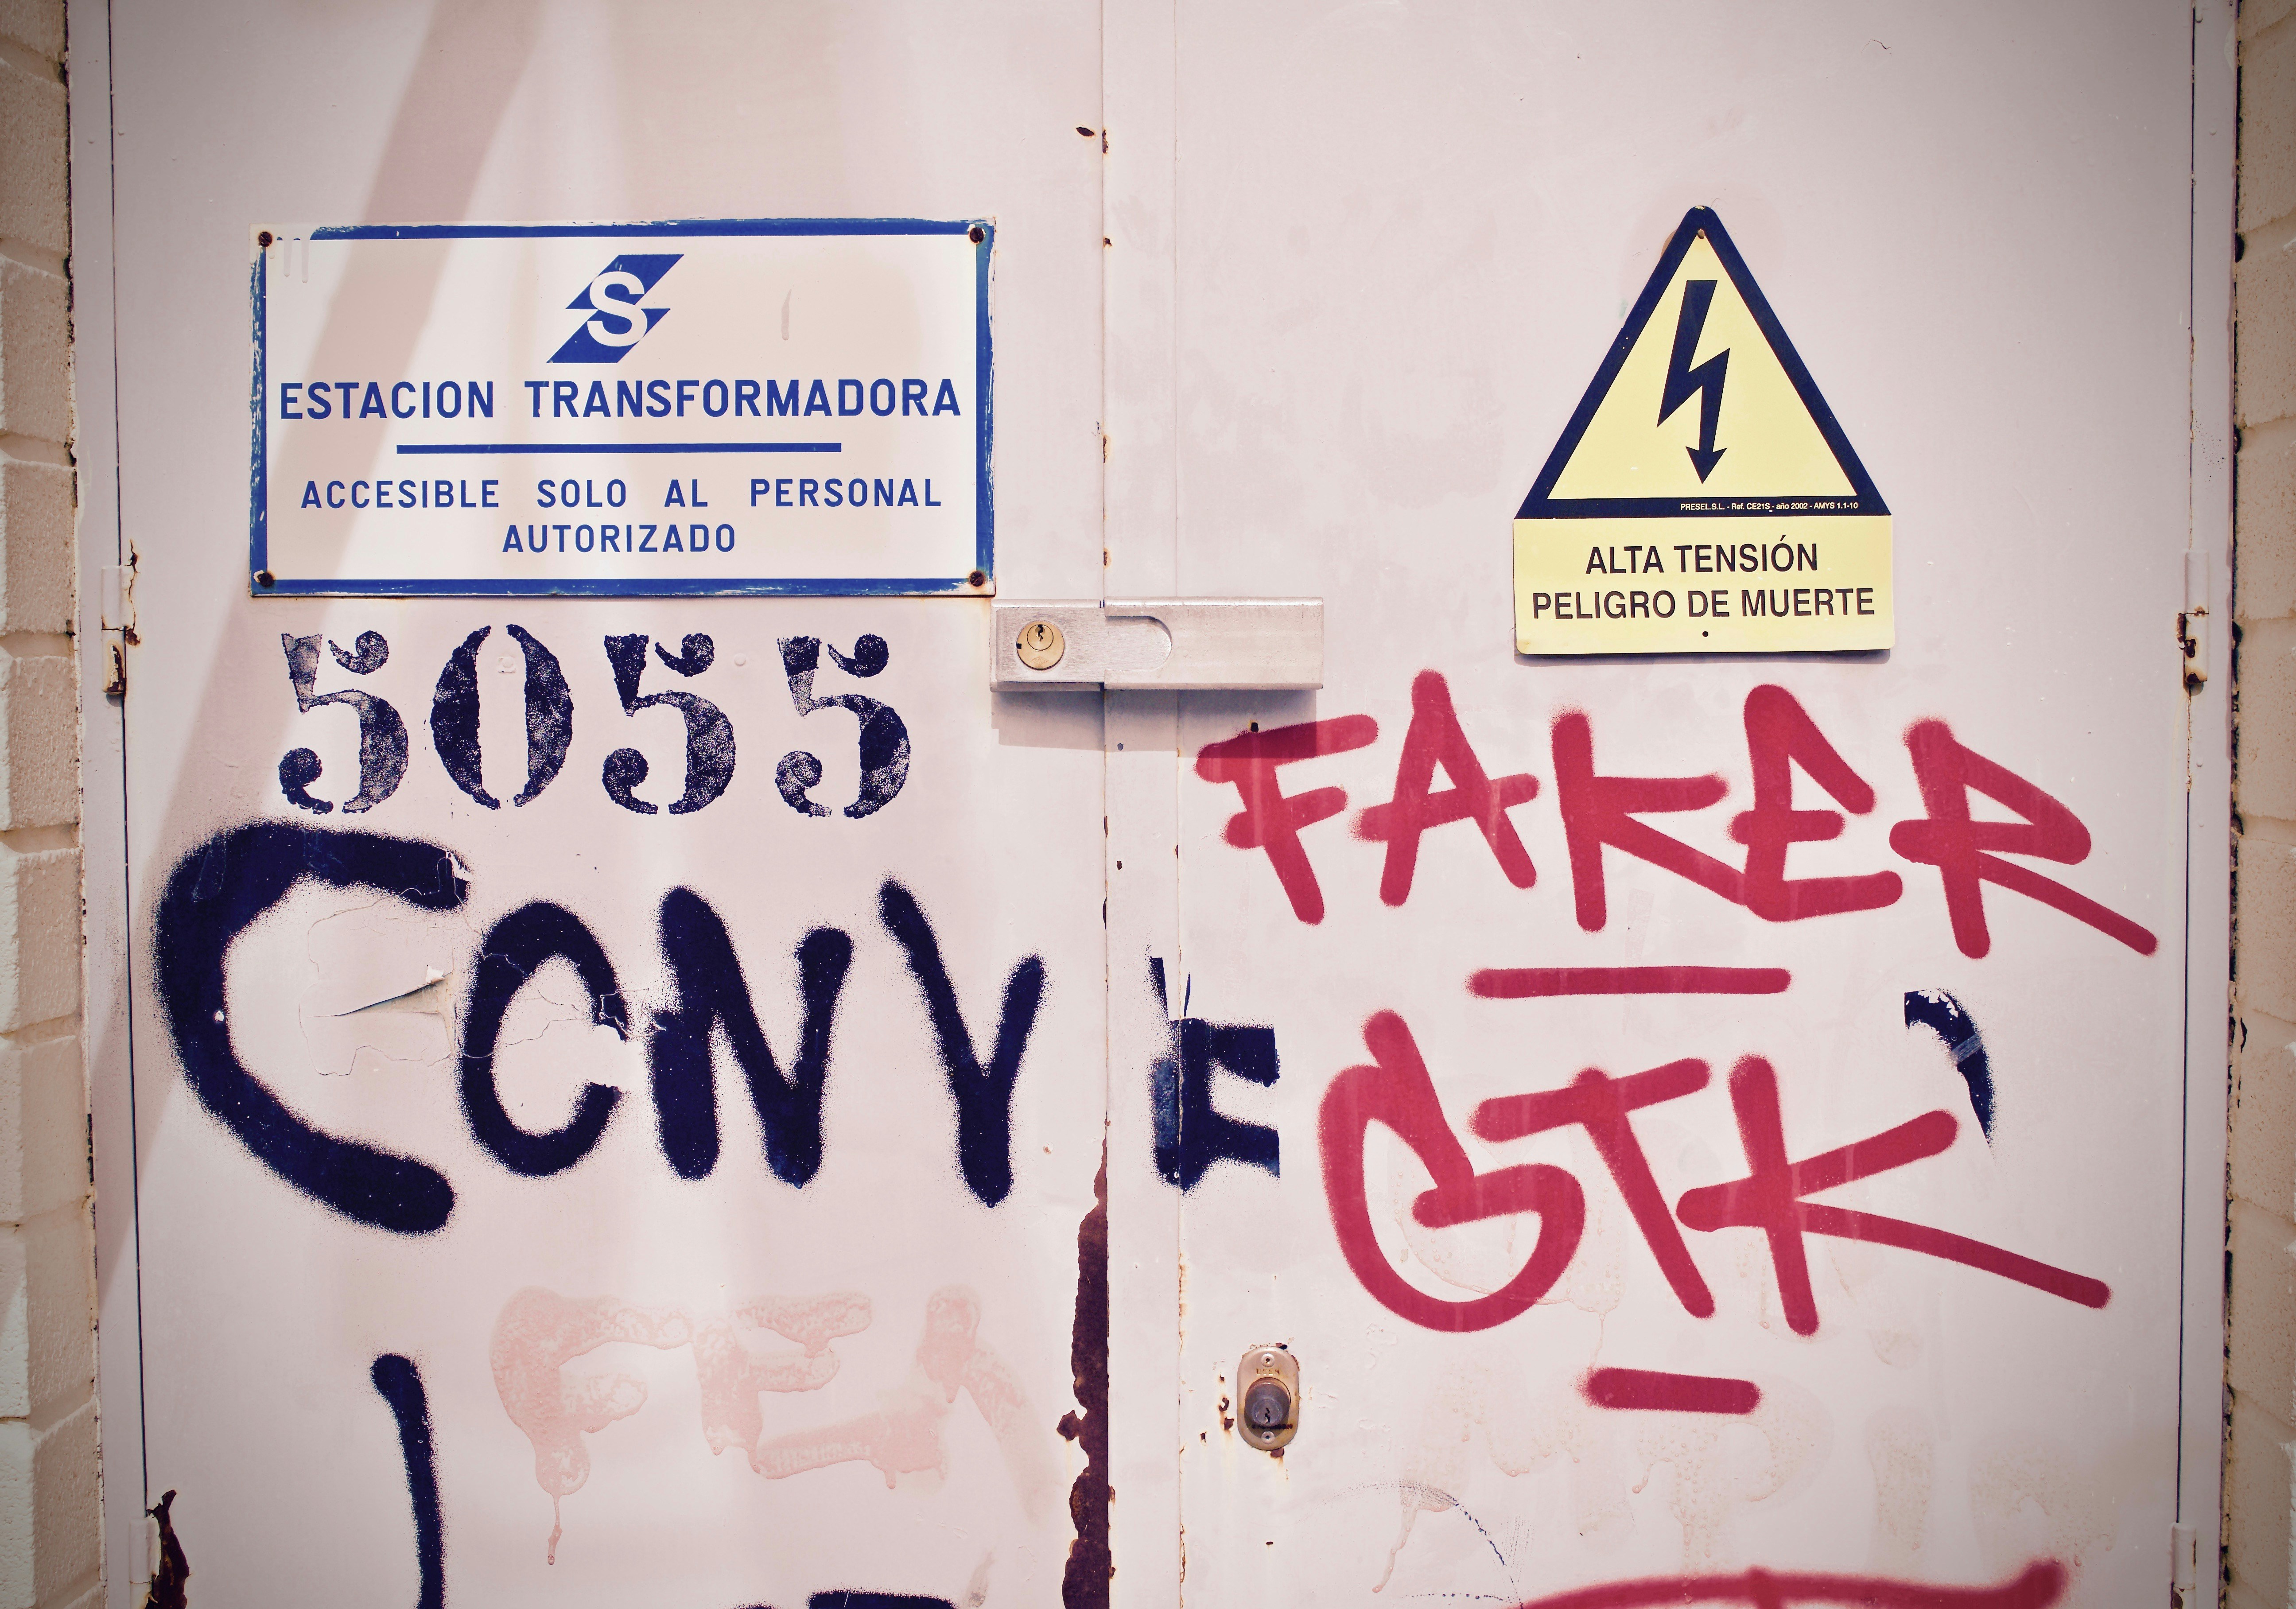 S
ESTACION TRANSFORMADORA
ACCESIBLE SOLO AL PERSONAL
AUTORIZADO
5055
PRESEL.S.L. - Ref. CE21S - año 2002 - AMYS 1.1-10
ALTA TENSIÓN
PELIGRO DE MUERTE
FAKER
GTK